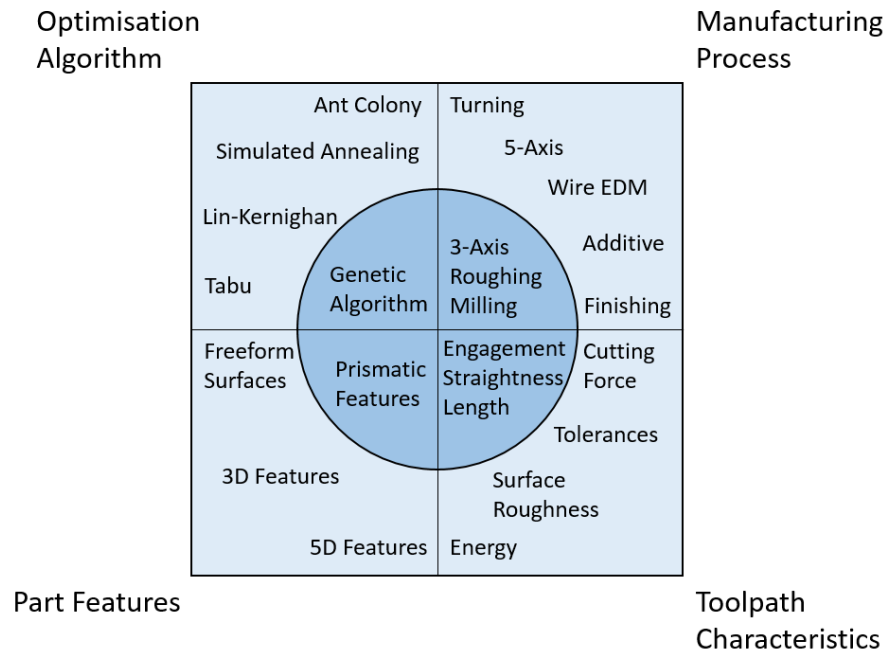 Optimisation
Algorithm
Manufacturing
Process
Ant Colony
Simulated Annealing
Lin-Kernighan
Tabu
Genetic
Algorithm
Turning
5-Axis
Wire EDM
Additive
Finishing
3-Axis
Roughing
Milling
Freeform
Surfaces
Prismatic
Features
3D Features
5D Features
Engagement
Straightness
Length
Cutting
Force
Tolerances
Surface
Roughness
Energy
Part Features
Toolpath
Characteristics